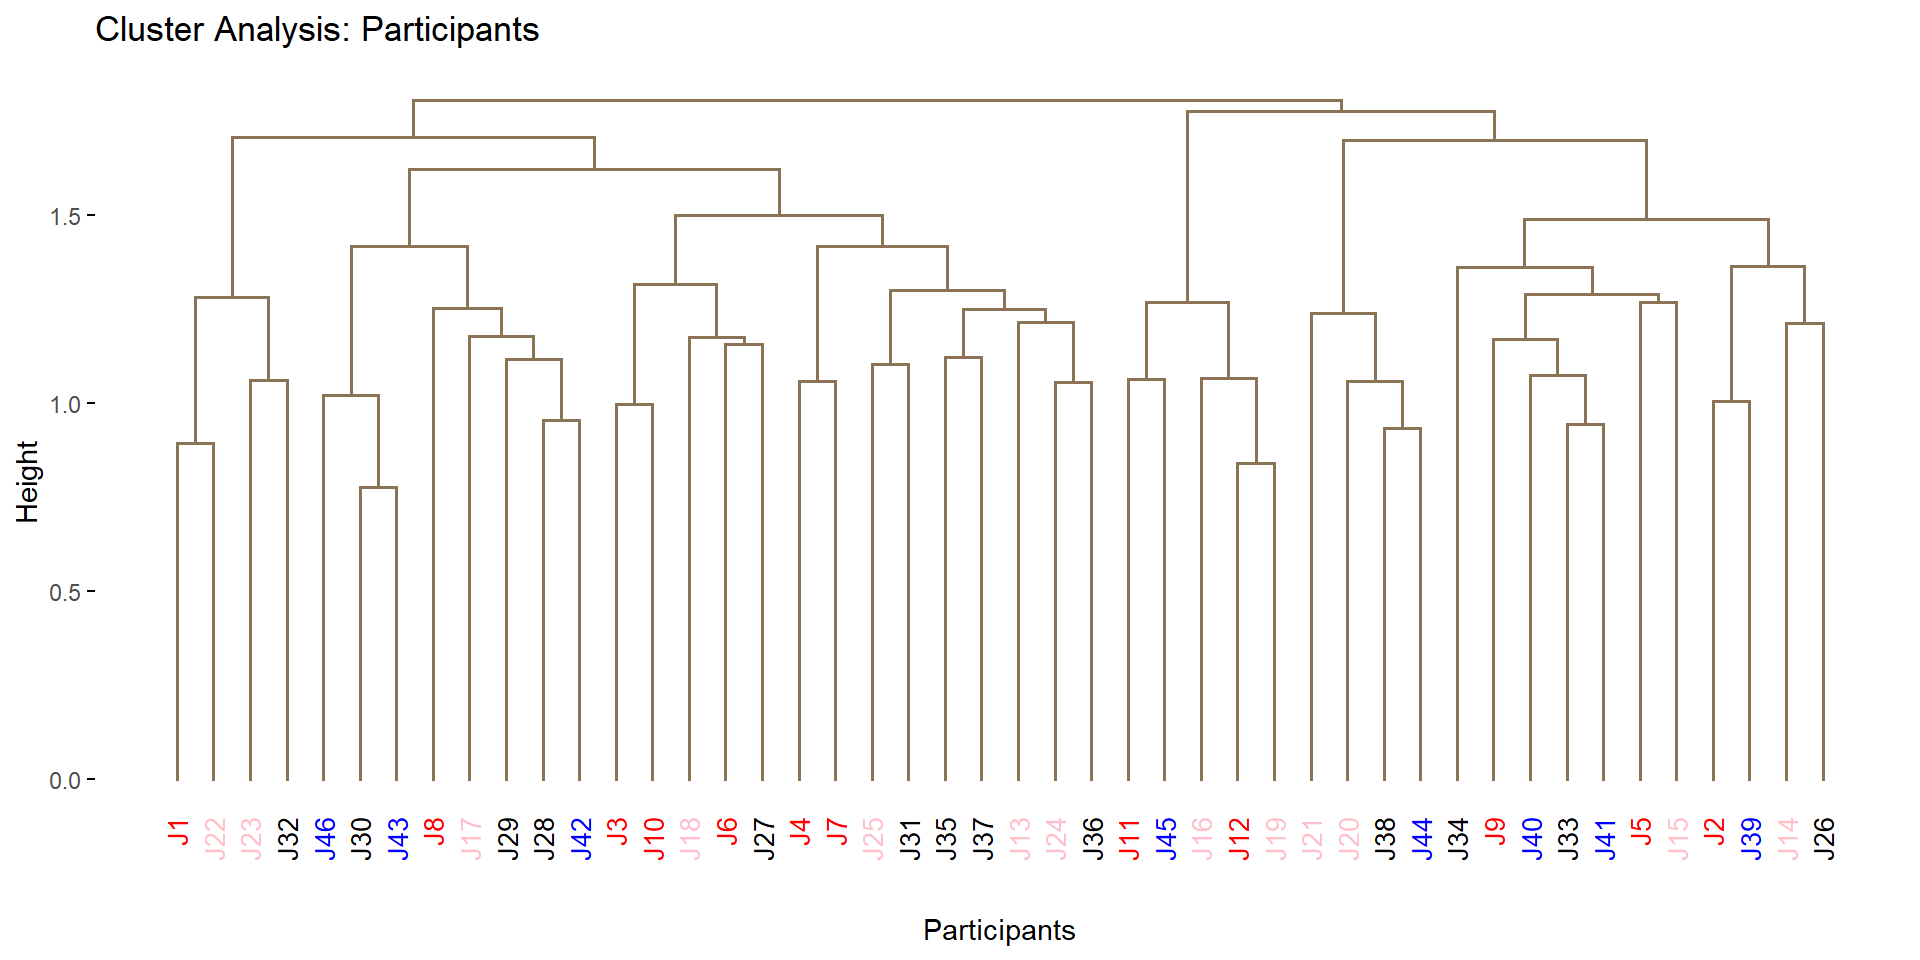 Cluster Analysis: Participants
Height
1.5
1.0
0.5
0.0
J1 J22 J23 J32 J46 J30 J43 J8 J17 J29 J28 J42 J3 J10 J18 J6 J27 J4 J7 J25 J31 J35 J37 J13 J24 J36 J11 J45 J16 J12 J19 J21 J20 J38 J44 J34 J9 J40 J33 J41 J5 J15 J2 J39 J14 J26
Participants